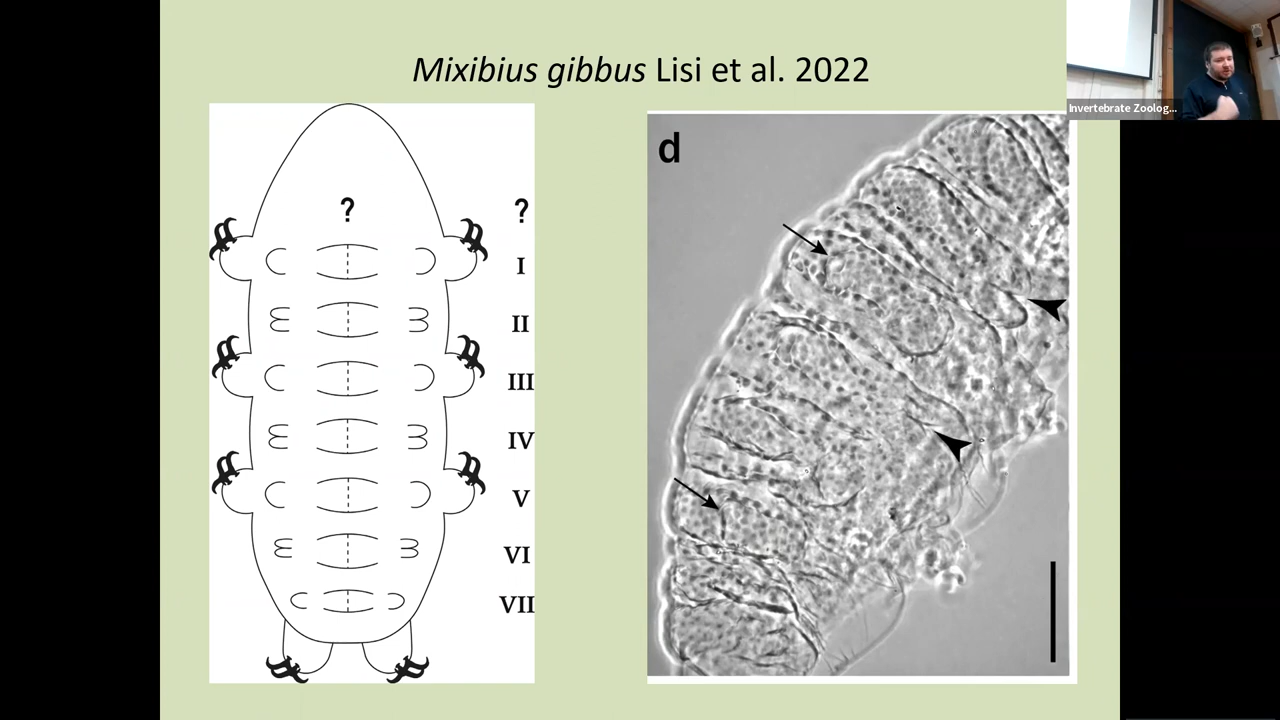 Mixibius gibbus Lisi et al. 2022
Invertebrate Zoolog...
? ?
I
II
III
IV
V
VI
VII
d